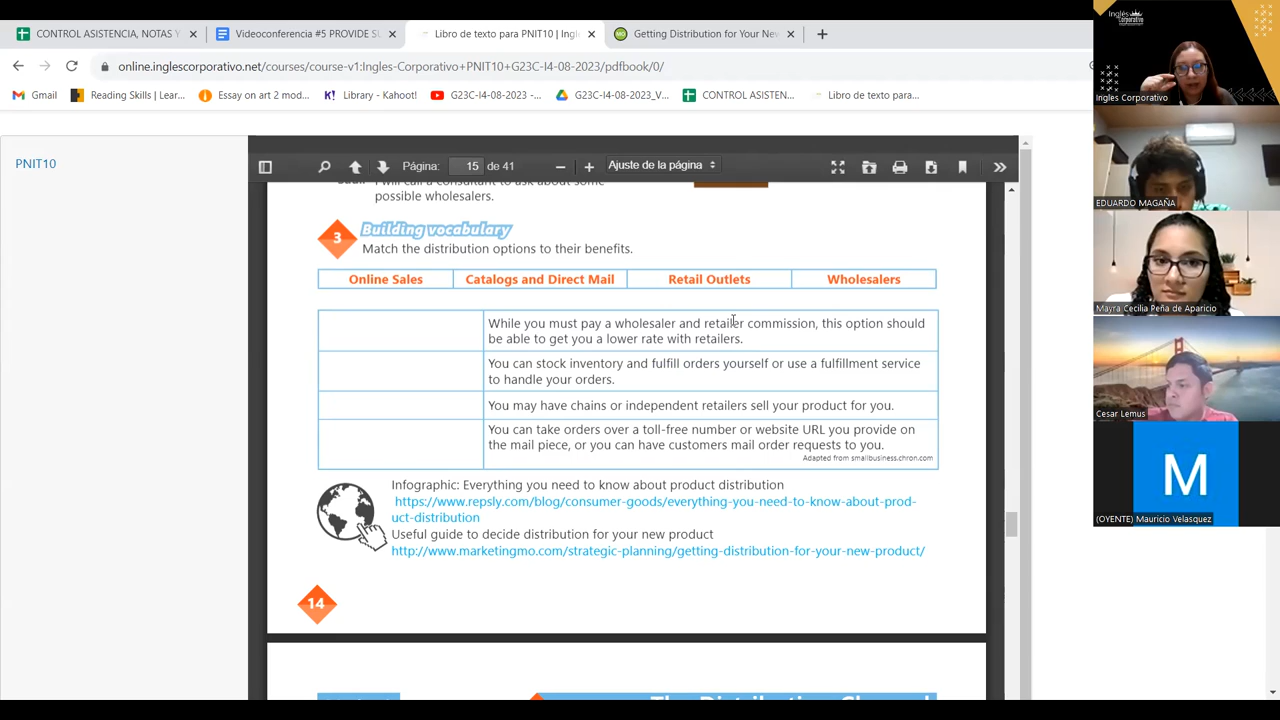 CONTROL ASISTENCIA, NOTAS Y
Videoconferencia #5 PROVIDE SU
Libro de texto para PNIT10 | Ingl
Getting Distribution for Your New
online.inglescorporativo.net/courses/course-v1:Ingles-Corporativo+PNIT10+G23C-I4-08-2023/pdfbook/0/
Gmail
Reading Skills | Lear...
Essay on art 2 mod...
Library - Kahoot!
G23C-I4-08-2023 -...
G23C-I4-08-2023_V...
CONTROL ASISTEN...
Libro de texto para...
PNIT10
Página: 15 de 41
Ajuste de la página
I will call a consultant to ask about some
possible wholesalers.
3
Building vocabulary
Match the distribution options to their benefits.
Online Sales
Catalogs and Direct Mail
Retail Outlets
Wholesalers
While you must pay a wholesaler and retailer commission, this option should
be able to get you a lower rate with retailers.
You can stock inventory and fulfill orders yourself or use a fulfillment service
to handle your orders.
You may have chains or independent retailers sell your product for you.
You can take orders over a toll-free number or website URL you provide on
the mail piece, or you can have customers mail order requests to you.
Adapted from smallbusiness.chron.com
Infographic: Everything you need to know about product distribution
https://www.repsly.com/blog/consumer-goods/everything-you-need-to-know-about-prod-
uct-distribution
Useful guide to decide distribution for your new product
http://www.marketingmo.com/strategic-planning/getting-distribution-for-your-new-product/
14
The Distribution Channel
Inglés
Corporativo
Ingles Corporativo
EDUARDO MAGAÑA
Mayra Cecilia Peña de Aparicio
Cesar Lemus
M
(OYENTE) Mauricio Velasquez